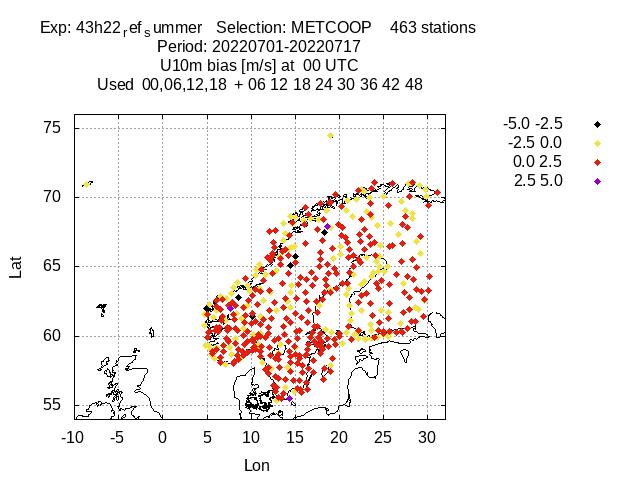 Exp: 43h22refsummer Selection: METCOOP 463 stations
Period: 20220701-20220717
U10m bias [m/s] at 00 UTC
Used 00,06,12,18 + 06 12 18 24 30 36 42 48
-5.0 -2.5
-2.5 0.0
0.0 2.5
2.5 5.0
75
70
65
60
55
Lat
-10 -5 0 5 10 15 20 25 30
Lon